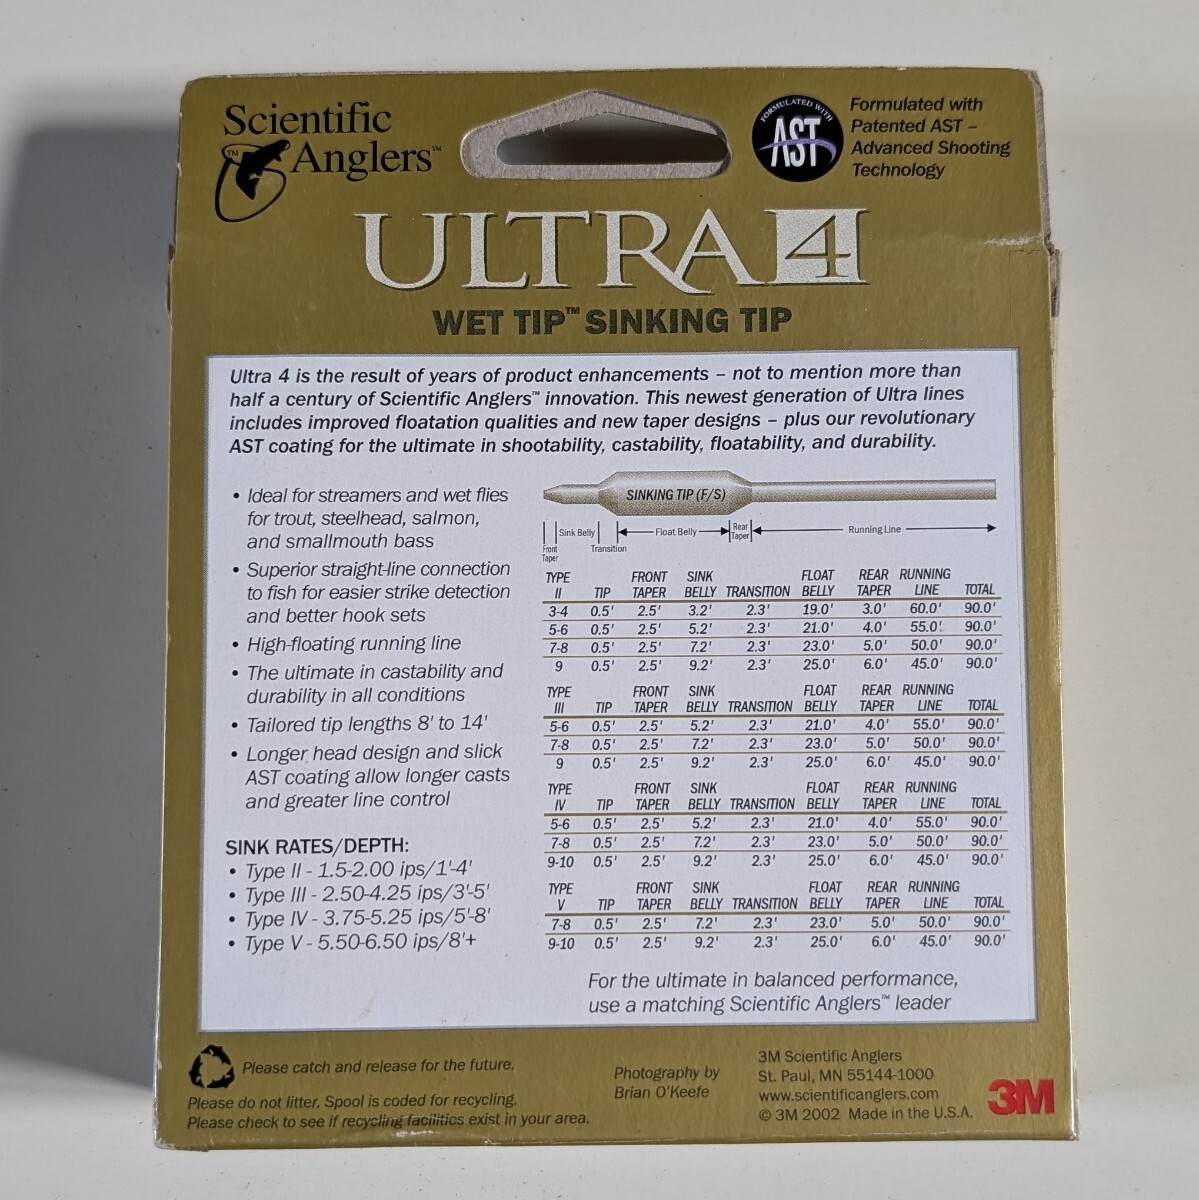 Scientific
Anglers™
FORMULATED WITH
AST
Formulated with
Patented AST –
Advanced Shooting
Technology
ULTRA 4
WET TIP™ SINKING TIP
Ultra 4 is the result of years of product enhancements – not to mention more than
half a century of Scientific Anglers™ innovation. This newest generation of Ultra lines
includes improved floatation qualities and new taper designs – plus our revolutionary
AST coating for the ultimate in shootability, castability, floatability, and durability.
• Ideal for streamers and wet flies
for trout, steelhead, salmon,
and smallmouth bass
• Superior straight-line connection
to fish for easier strike detection
and better hook sets
• High-floating running line
• The ultimate in castability and
durability in all conditions
• Tailored tip lengths 8' to 14'
• Longer head design and slick
AST coating allow longer casts
and greater line control
SINK RATES/DEPTH:
• Type II - 1.5-2.00 ips/1'-4'
• Type III - 2.50-4.25 ips/3'-5'
• Type IV - 3.75-5.25 ips/5'-8'
• Type V - 5.50-6.50 ips/8'+
SINKING TIP (F/S)
Front Taper Sink Belly Transition Float Belly Rear Taper Running Line
TYPE FRONT SINK FLOAT REAR RUNNING
II TIP TAPER BELLY TRANSITION BELLY TAPER LINE TOTAL
3-4 0.5' 2.5' 3.2' 2.3' 19.0' 3.0' 60.0' 90.0'
5-6 0.5' 2.5' 5.2' 2.3' 21.0' 4.0' 55.0' 90.0'
7-8 0.5' 2.5' 7.2' 2.3' 23.0' 5.0' 50.0' 90.0'
9 0.5' 2.5' 9.2' 2.3' 25.0' 6.0' 45.0' 90.0'
TYPE FRONT SINK FLOAT REAR RUNNING
III TIP TAPER BELLY TRANSITION BELLY TAPER LINE TOTAL
5-6 0.5' 2.5' 5.2' 2.3' 21.0' 4.0' 55.0' 90.0'
7-8 0.5' 2.5' 7.2' 2.3' 23.0' 5.0' 50.0' 90.0'
9 0.5' 2.5' 9.2' 2.3' 25.0' 6.0' 45.0' 90.0'
TYPE FRONT SINK FLOAT REAR RUNNING
IV TIP TAPER BELLY TRANSITION BELLY TAPER LINE TOTAL
5-6 0.5' 2.5' 5.2' 2.3' 21.0' 4.0' 55.0' 90.0'
7-8 0.5' 2.5' 7.2' 2.3' 23.0' 5.0' 50.0' 90.0'
9-10 0.5' 2.5' 9.2' 2.3' 25.0' 6.0' 45.0' 90.0'
TYPE FRONT SINK FLOAT REAR RUNNING
V TIP TAPER BELLY TRANSITION BELLY TAPER LINE TOTAL
7-8 0.5' 2.5' 7.2' 2.3' 23.0' 5.0' 50.0' 90.0'
9-10 0.5' 2.5' 9.2' 2.3' 25.0' 6.0' 45.0' 90.0'
For the ultimate in balanced performance,
use a matching Scientific Anglers™ leader
Please catch and release for the future.
Please do not litter. Spool is coded for recycling.
Please check to see if recycling facilities exist in your area.
Photography by
Brian O'Keefe
3M Scientific Anglers
St. Paul, MN 55144-1000
www.scientificanglers.com
© 3M 2002 Made in the U.S.A.
3M